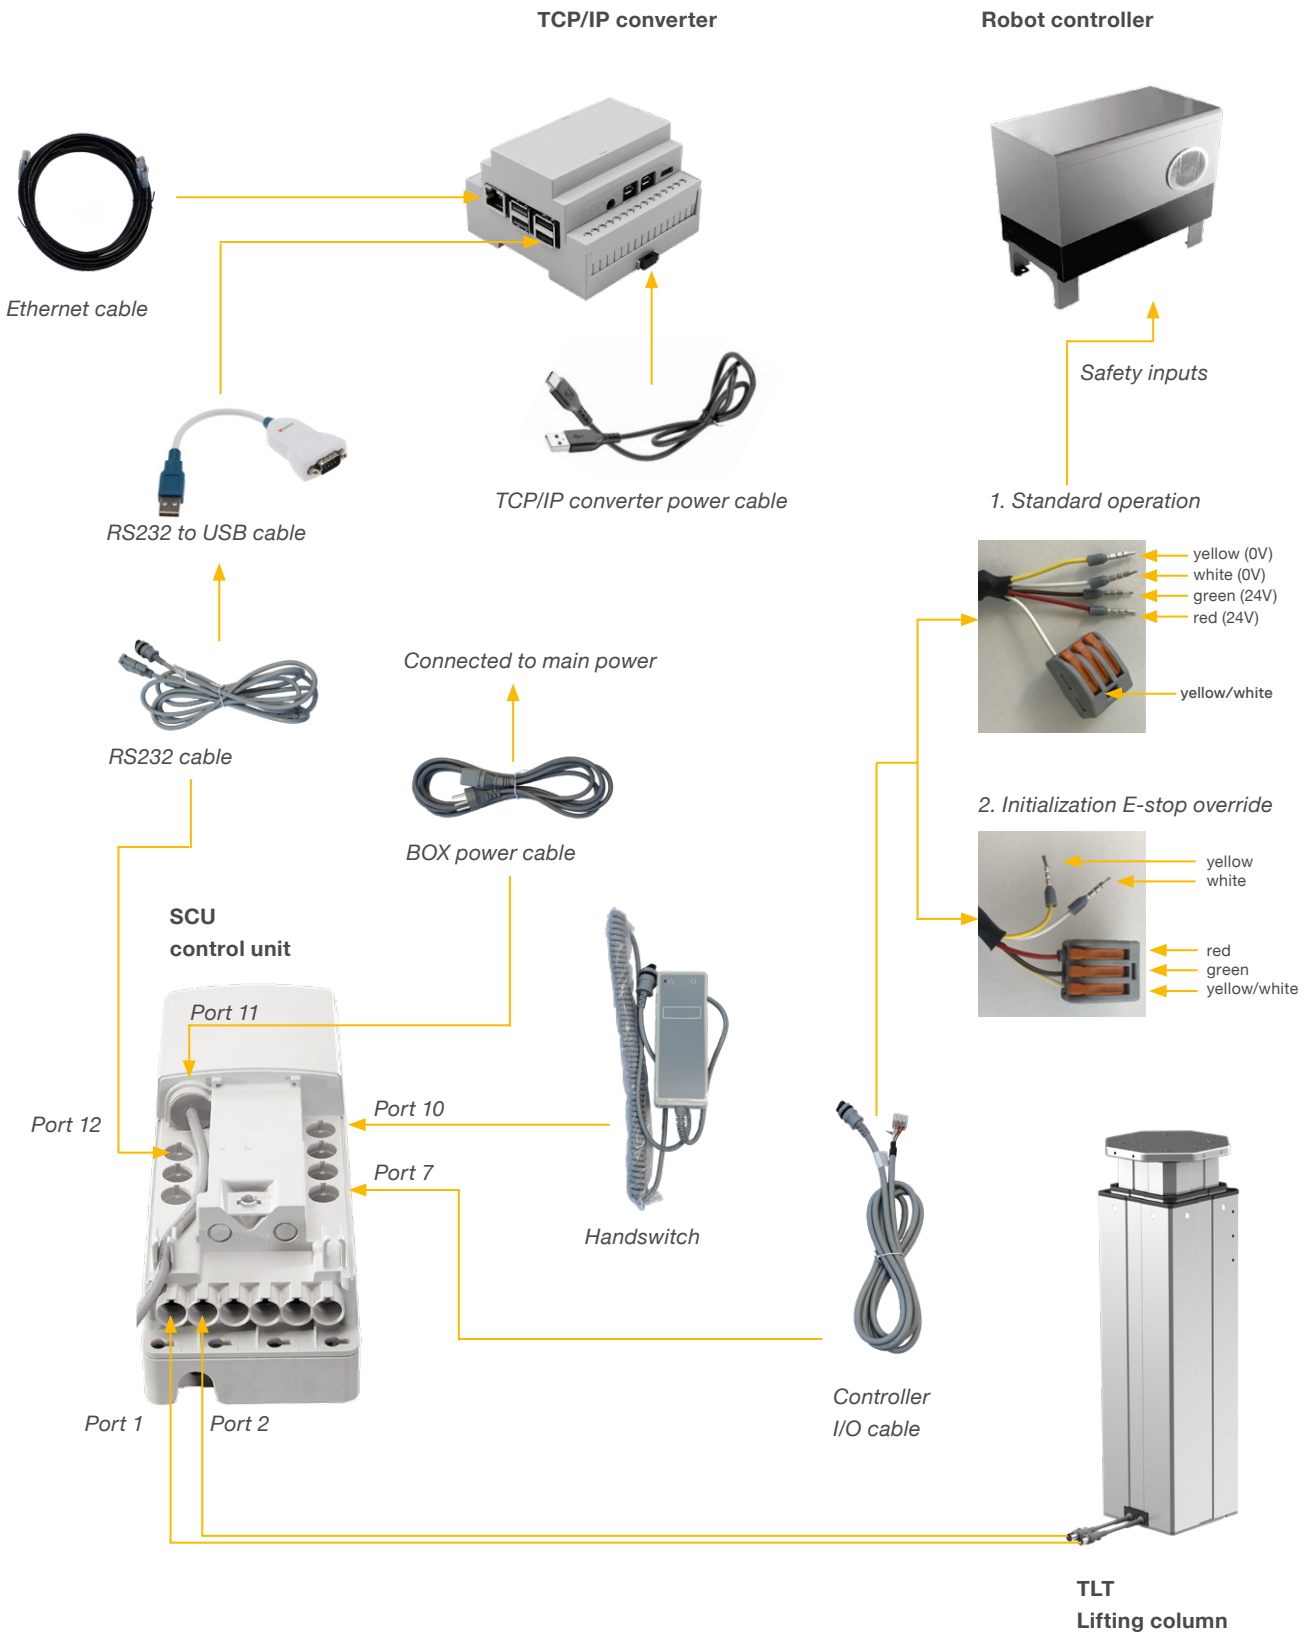 TCP/IP converter
Robot controller
Ethernet cable
Safety inputs
TCP/IP converter power cable
1. Standard operation
RS232 to USB cable
yellow (0V)
white (0V)
green (24V)
red (24V)
Connected to main power
yellow/white
RS232 cable
2. Initialization E-stop override
BOX power cable
yellow
white
SCU
control unit
red
green
yellow/white
Port 11
Port 10
Port 12
Port 7
Handswitch
Controller
I/O cable
Port 1
Port 2
TLT
Lifting column